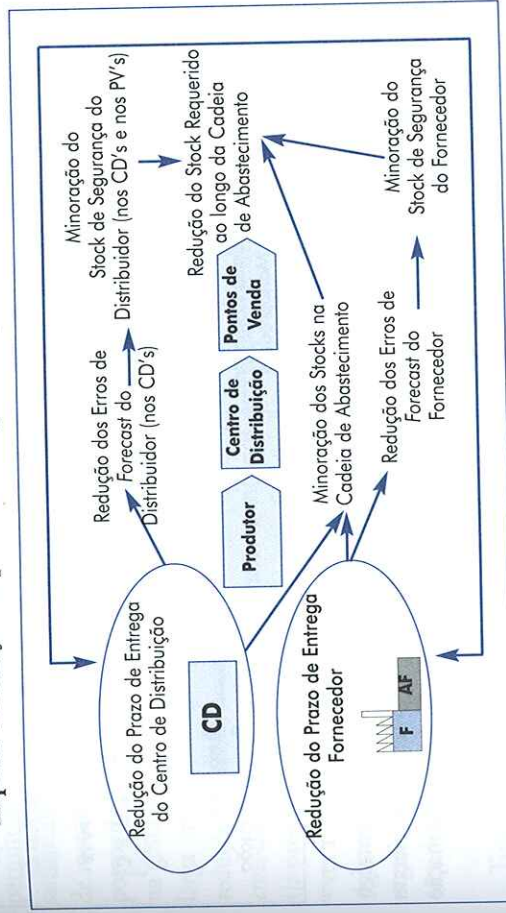 Redução do Prazo de Entrega
do Centro de Distribuição
CD
Redução dos Erros de
Forecast do
Distribuidor (nos CD's)
Minoração do
Stock de Segurança do
Distribuidor (nos CD's e nos PV's)
Produtor
Centro de
Distribuição
Pontos de
Venda
Redução do Stock Requerido
ao longo da Cadeia
de Abastecimento
Minoração dos Stocks na
Cadeia de Abastecimento
Redução do Prazo de Entrega
Fornecedor
F
AF
Redução dos Erros de
Forecast do
Fornecedor
Minoração do
Stock de Segurança
do Fornecedor